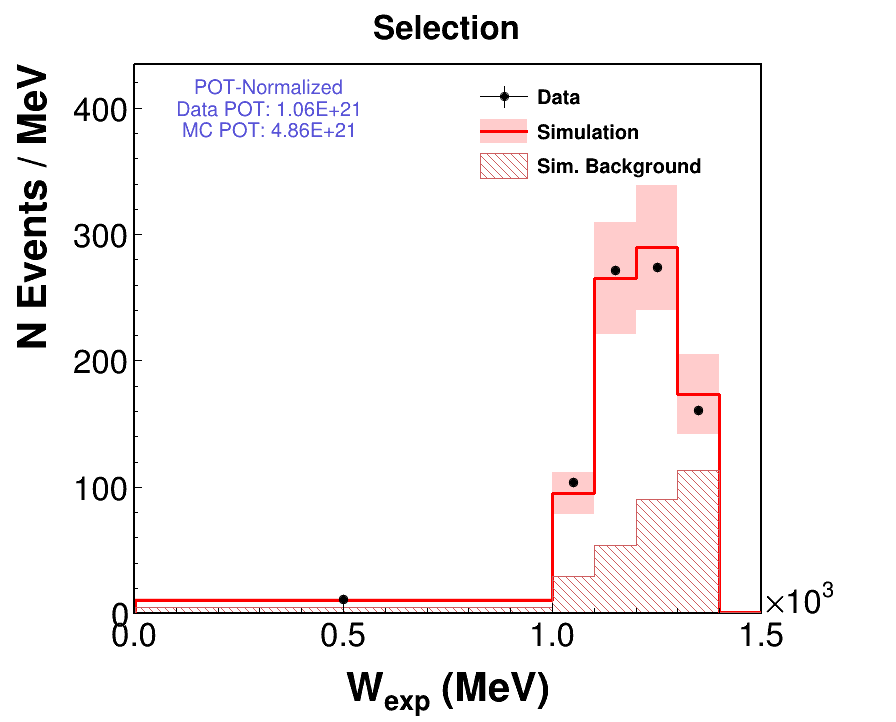 Selection
POT-Normalized
Data POT: 1.06E+21
MC POT: 4.86E+21
Data
Simulation
Sim. Background
N Events / MeV
400
300
200
100
0
0.0 0.5 1.0 1.5
×10³
W_exp (MeV)